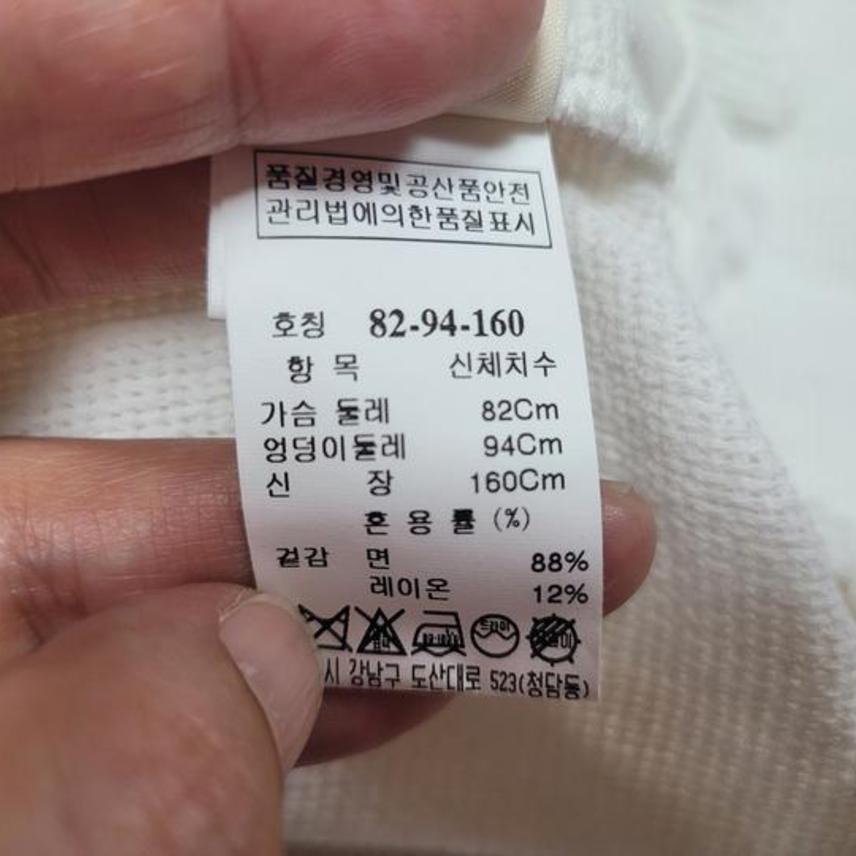 품질경영및공산품안전
관리법에의한품질표시
호칭 82-94-160
항 목 신체치수
가슴 둘레 82Cm
엉덩이둘레 94Cm
신 장 160Cm
혼 용 률 (%)
겉감 면 88%
레이온 12%
드라이
시 강남구 도산대로 523(청담동)